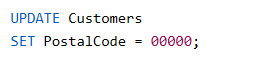 UPDATE Customers
SET PostalCode = 00000;